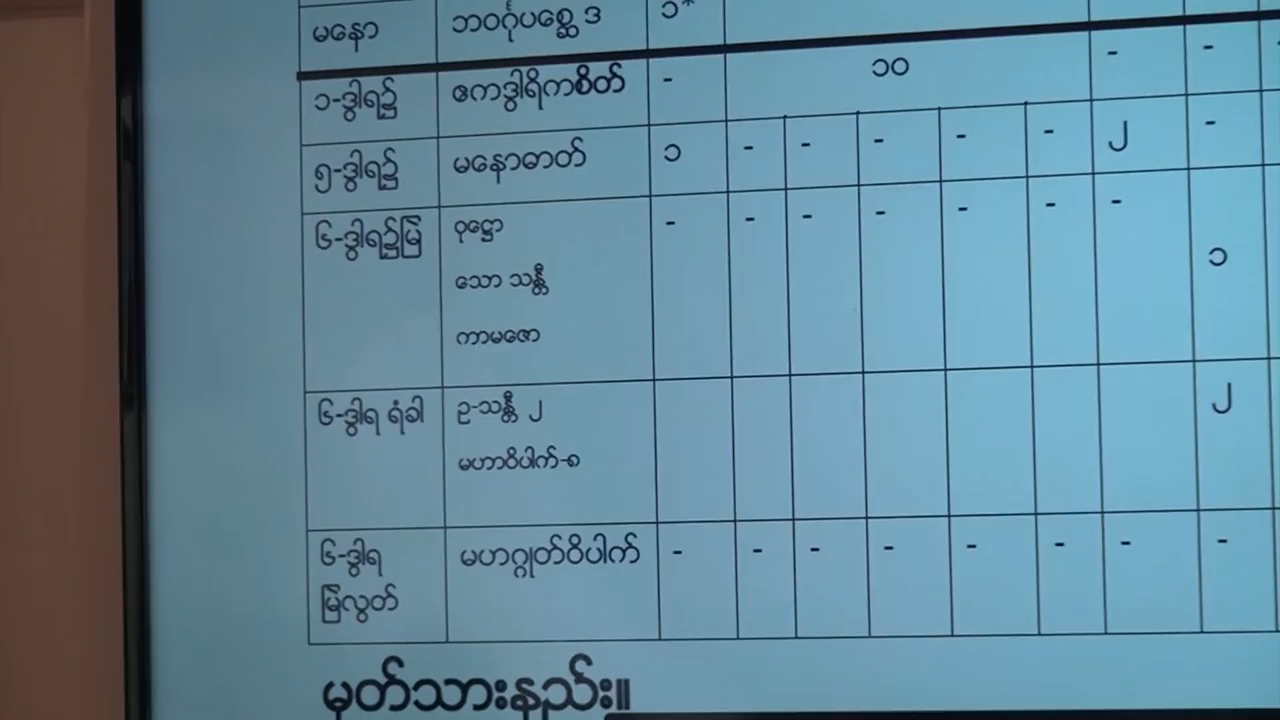 မနော ဘဝင်္ဂုပစ္ဆေဒ ၁*
၁-ဒွါရ၌ ဧကဒွါရိကစိတ် - ၁၀ - -
၅-ဒွါရ၌ မနောဓာတ် ၁ - - - - - ၂ -
၆-ဒွါရ၌မြဲ ဝုဋ္ဌော - - - - - - -
သော သန္တီ ၁
ကာမဇော
၆-ဒွါရ ရံခါ ဥ-သန္တီ ၂ ၂
မဟာဝိပါက်-၈
၆-ဒွါရ မဟဂ္ဂုတ်ဝိပါက် - - - - - - - -
မြဲလွတ်
မှတ်သားနည်း။